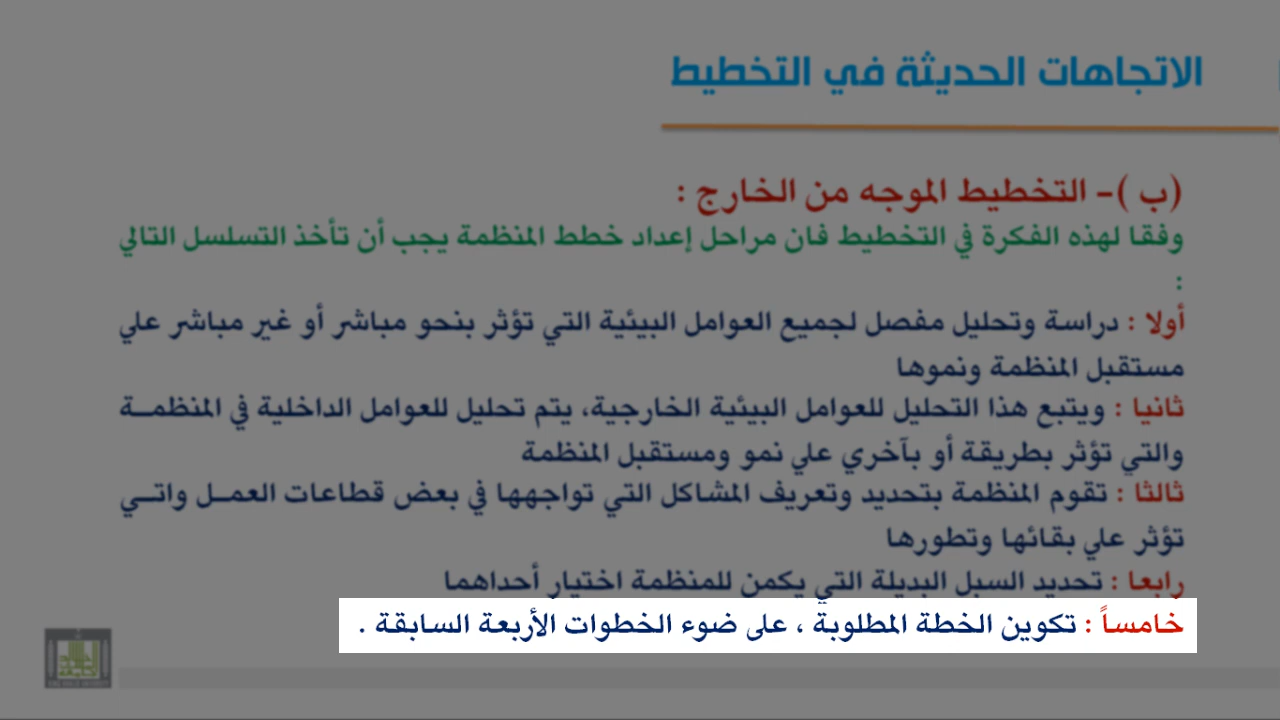 الاتجاهات الحديثة في التخطيط
(ب )- التخطيط الموجه من الخارج :
وفقا لهذه الفكرة في التخطيط فان مراحل إعداد خطط المنظمة يجب أن تأخذ التسلسل التالي
:
أولا : دراسة وتحليل مفصل لجميع العوامل البيئية التي تؤثر بنحو مباشر أو غير مباشر علي
مستقبل المنظمة ونموها
ثانيا : ويتبع هذا التحليل للعوامل البيئية الخارجية، يتم تحليل للعوامل الداخلية في المنظمة
والتي تؤثر بطريقة أو بآخري علي نمو ومستقبل المنظمة
ثالثا : تقوم المنظمة بتحديد وتعريف المشاكل التي تواجهها في بعض قطاعات العمل واتي
تؤثر علي بقائها وتطورها
رابعا : تحديد السبل البديلة التي يكمن للمنظمة اختيار أحداهما
خامساً : تكوين الخطة المطلوبة ، على ضوء الخطوات الأربعة السابقة .